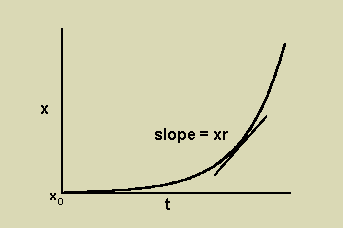 x
slope = xr
x0
t